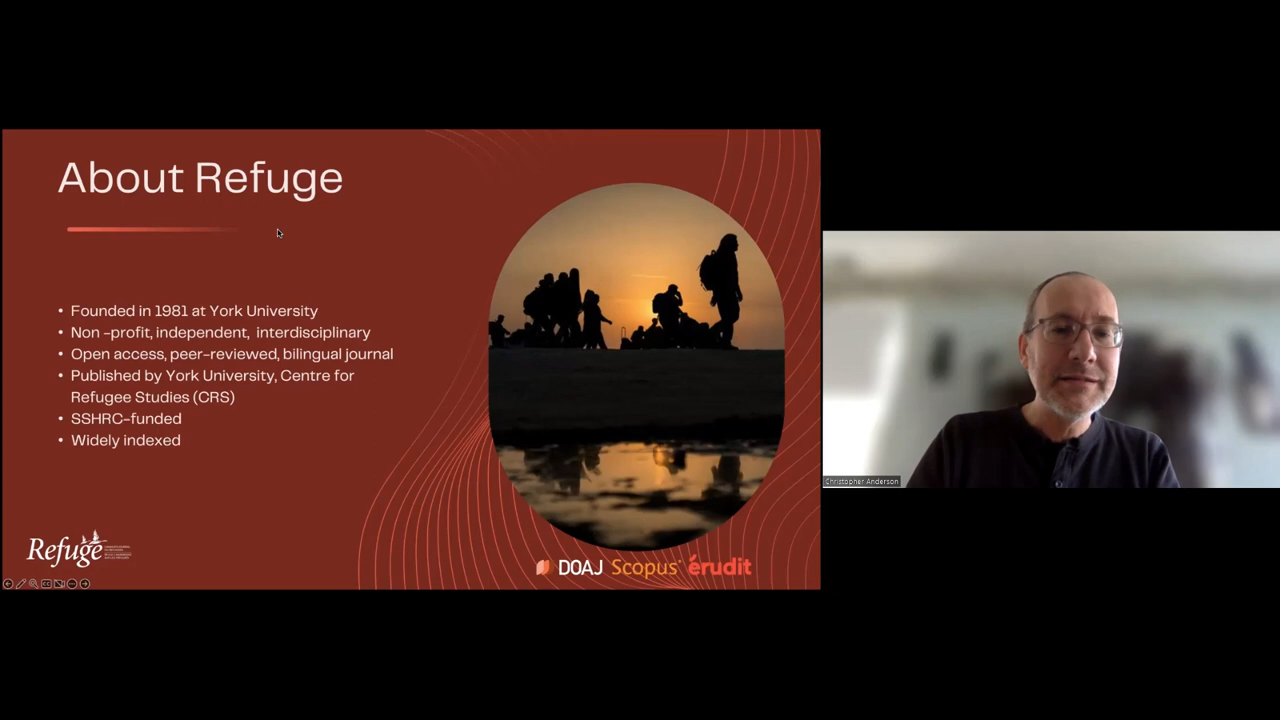 About Refuge
• Founded in 1981 at York University
• Non -profit, independent, interdisciplinary
• Open access, peer-reviewed, bilingual journal
• Published by York University, Centre for
Refugee Studies (CRS)
• SSHRC-funded
• Widely indexed
Refuge
DOAJ Scopus érudit
Christopher Anderson